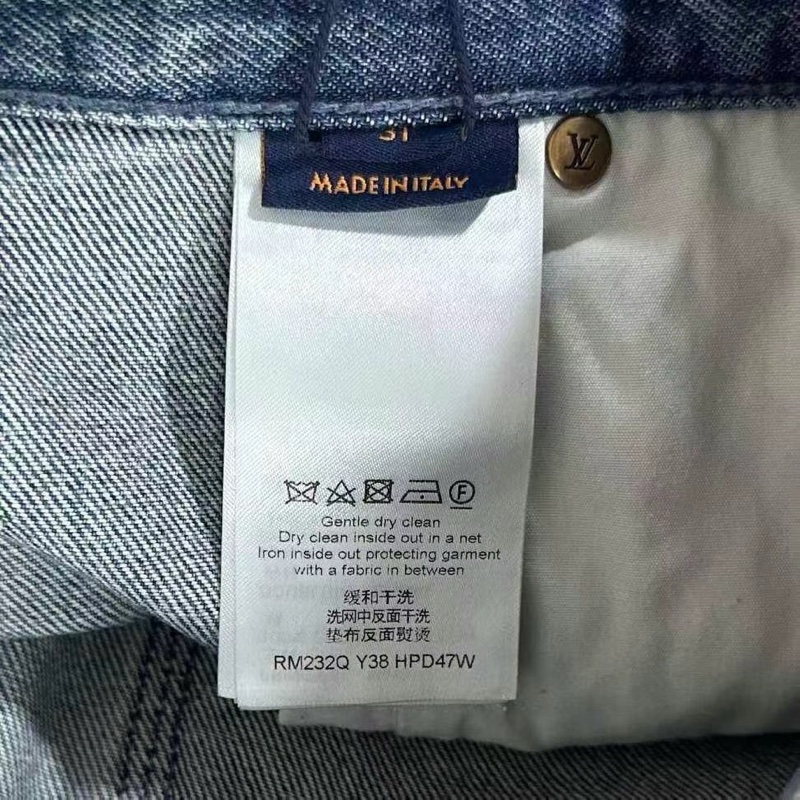 31
MADE IN ITALY
LV
F
Gentle dry clean
Dry clean inside out in a net
Iron inside out protecting garment
with a fabric in between
缓和干洗
洗网中反面干洗
垫布反面熨烫
RM232Q Y38 HPD47W